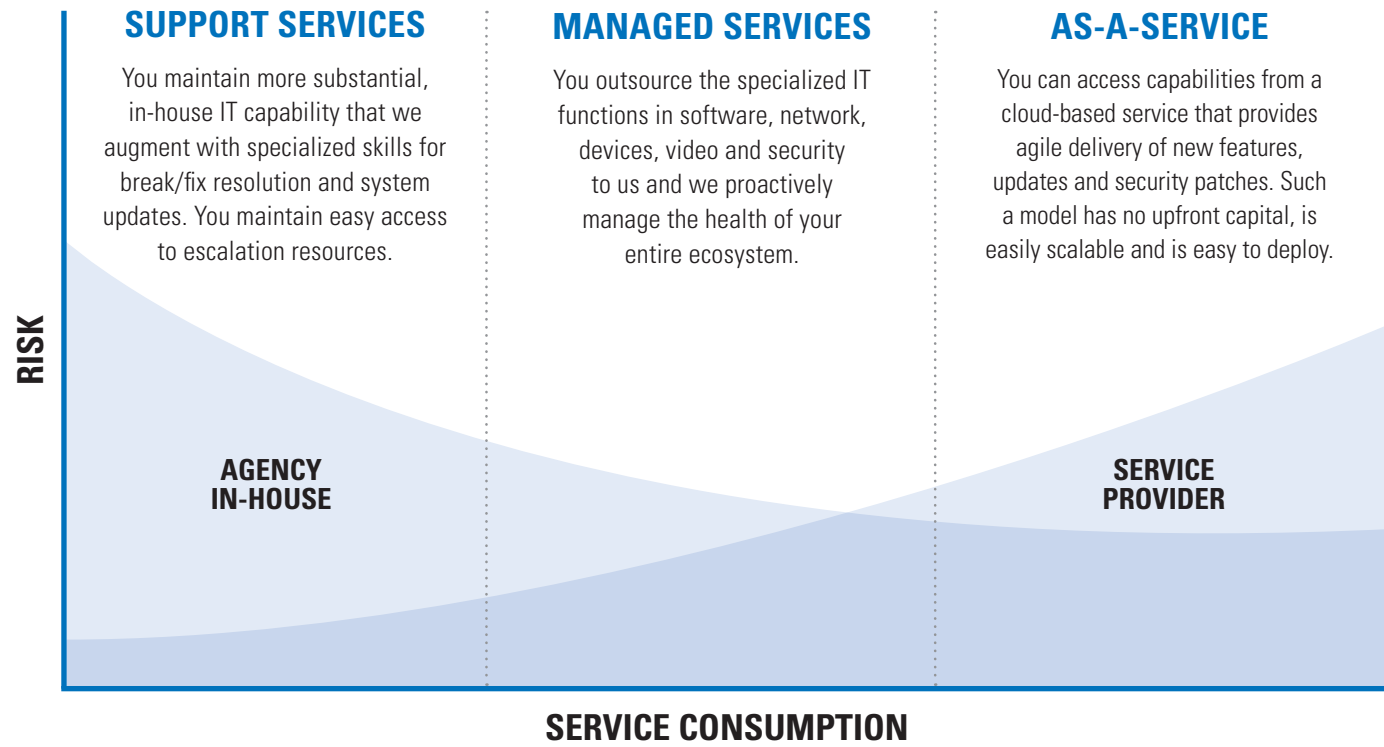 SUPPORT SERVICES
You maintain more substantial,
in-house IT capability that we
augment with specialized skills for
break/fix resolution and system
updates. You maintain easy access
to escalation resources.
MANAGED SERVICES
You outsource the specialized IT
functions in software, network,
devices, video and security
to us and we proactively
manage the health of your
entire ecosystem.
AS-A-SERVICE
You can access capabilities from a
cloud-based service that provides
agile delivery of new features,
updates and security patches. Such
a model has no upfront capital, is
easily scalable and is easy to deploy.
RISK
AGENCY
IN-HOUSE
SERVICE
PROVIDER
SERVICE CONSUMPTION